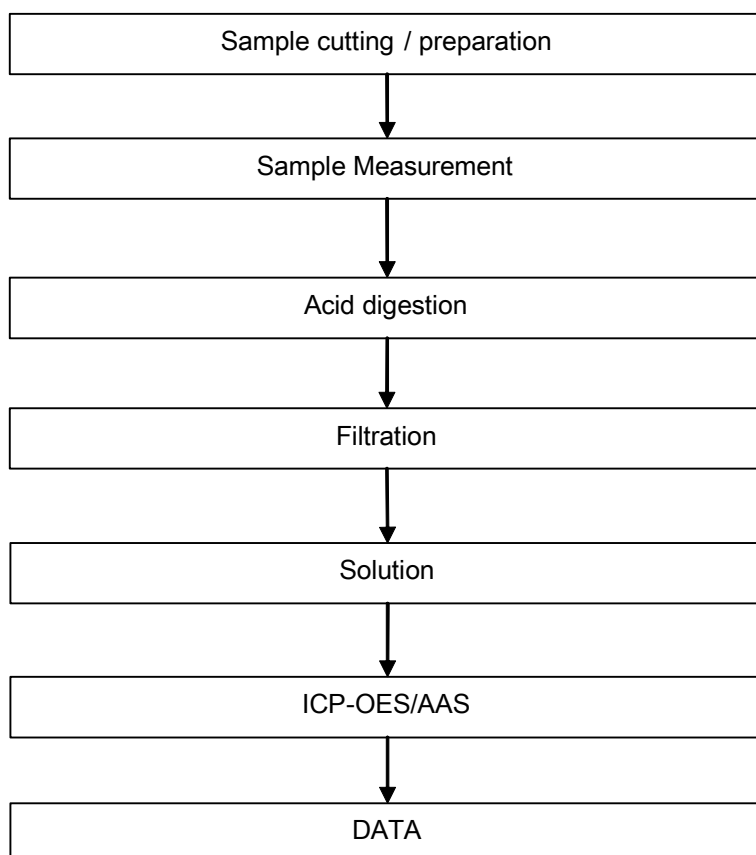 Sample cutting / preparation
Sample Measurement
Acid digestion
Filtration
Solution
ICP-OES/AAS
DATA